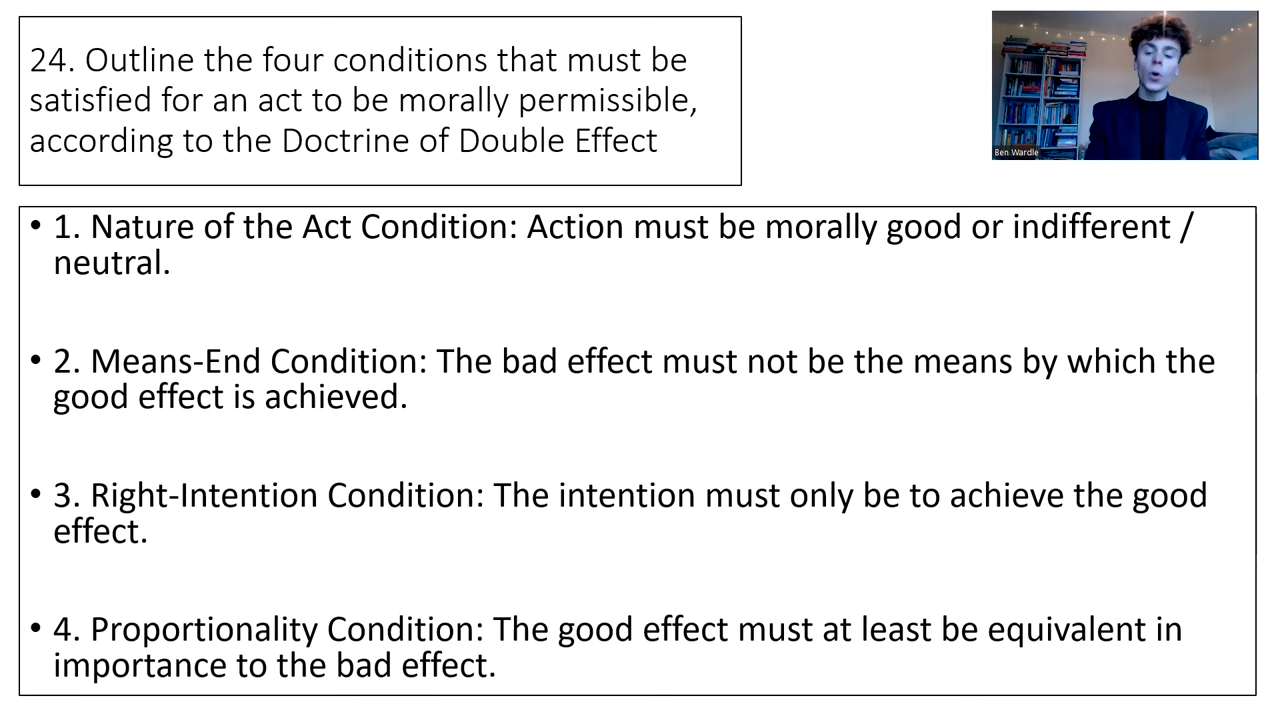 24. Outline the four conditions that must be
satisfied for an act to be morally permissible,
according to the Doctrine of Double Effect
Ben Wardle
• 1. Nature of the Act Condition: Action must be morally good or indifferent /
neutral.
• 2. Means-End Condition: The bad effect must not be the means by which the
good effect is achieved.
• 3. Right-Intention Condition: The intention must only be to achieve the good
effect.
• 4. Proportionality Condition: The good effect must at least be equivalent in
importance to the bad effect.